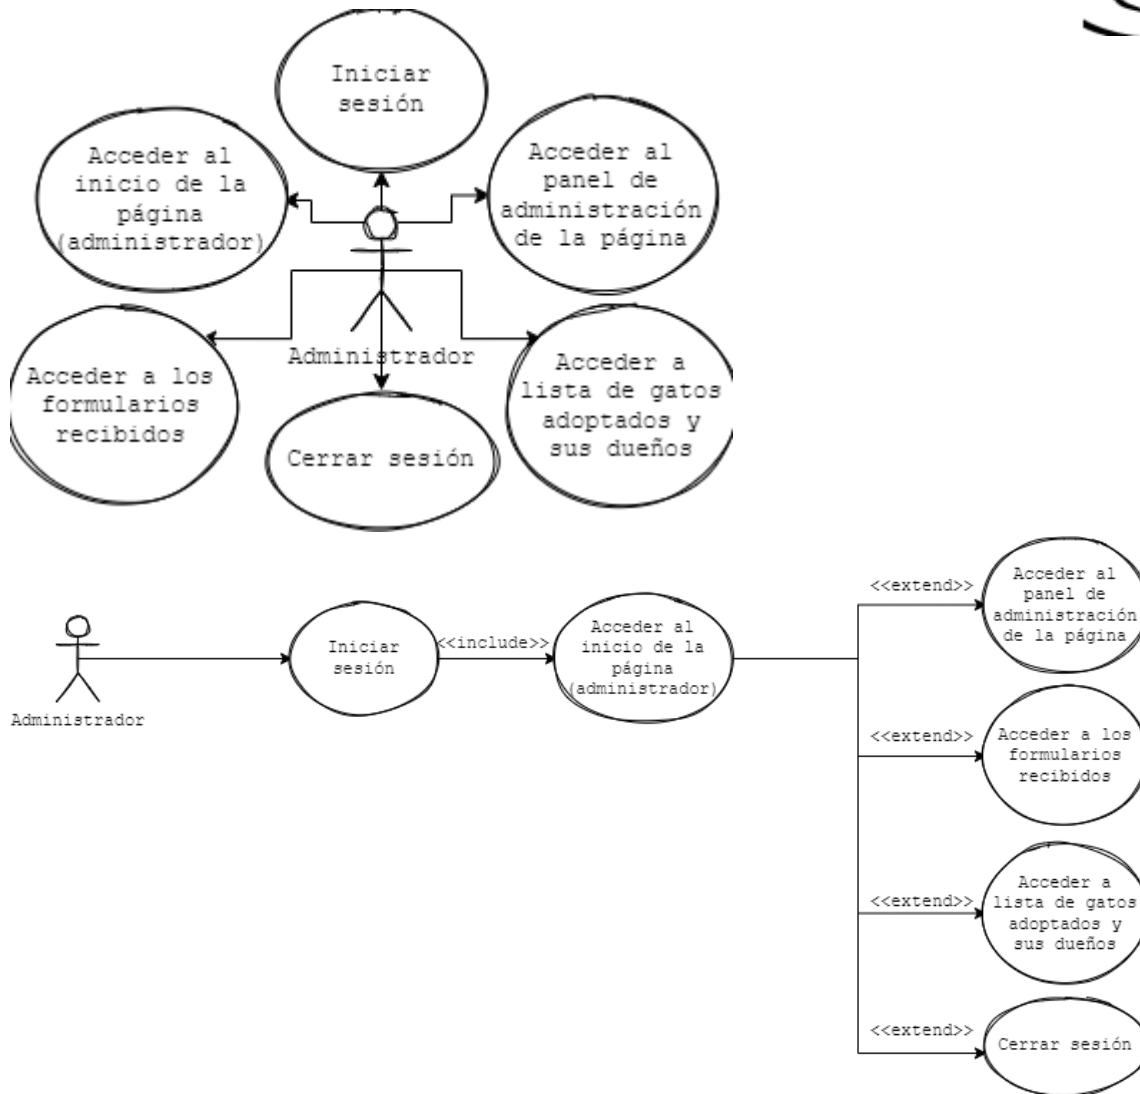 Iniciar
sesión
Acceder al
inicio de la
página
(administrador)
Acceder al
panel de
administración
de la página
Administrador
Acceder a los
formularios
recibidos
Acceder a
lista de gatos
adoptados y
sus dueños
Cerrar sesión
Administrador
Iniciar
sesión
<<include>>
Acceder al
inicio de la
página
(administrador)
<<extend>>
Acceder al
panel de
administración
de la página
<<extend>>
Acceder a los
formularios
recibidos
<<extend>>
Acceder a
lista de gatos
adoptados y
sus dueños
<<extend>>
Cerrar sesión